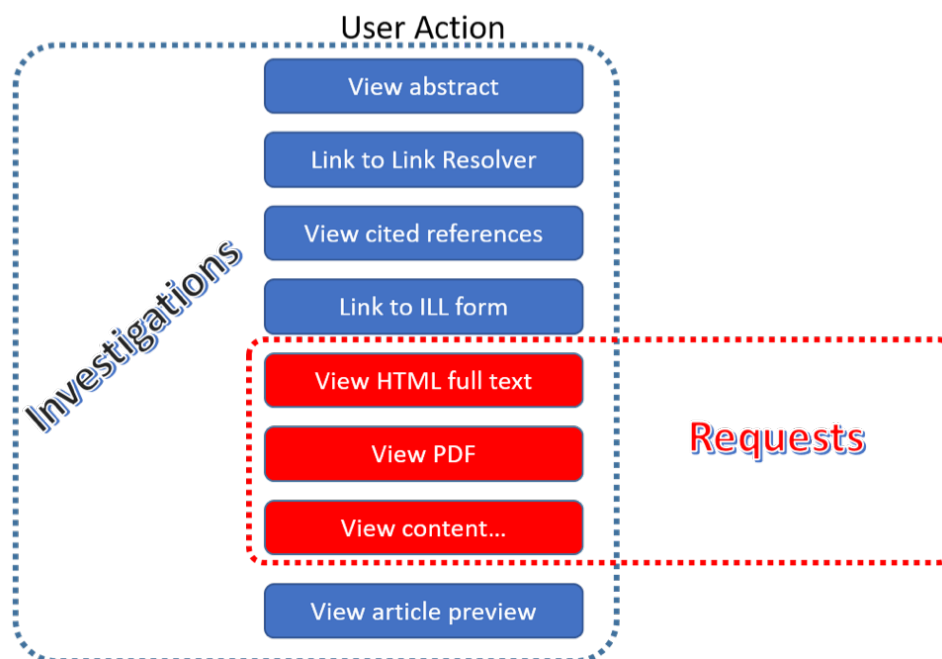 User Action
View abstract
Link to Link Resolver
View cited references
Investigations
Link to ILL form
View HTML full text
View PDF
Requests
View content...
View article preview